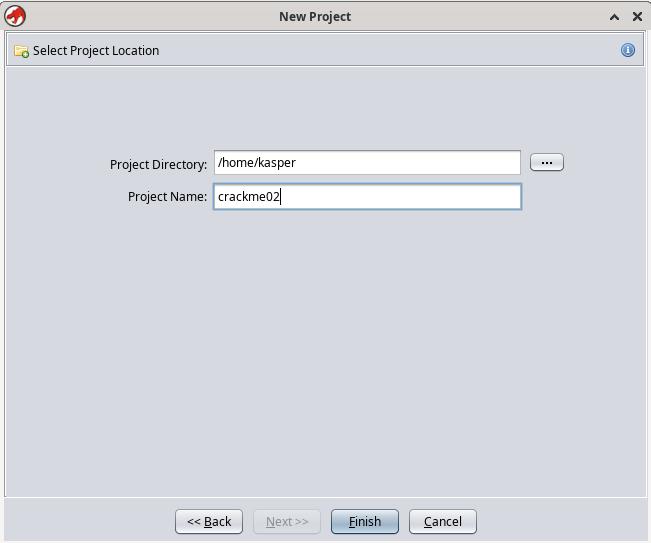 New Project
Select Project Location
Project Directory: /home/kasper ...
Project Name: crackme02
<< Back Next >> Finish Cancel